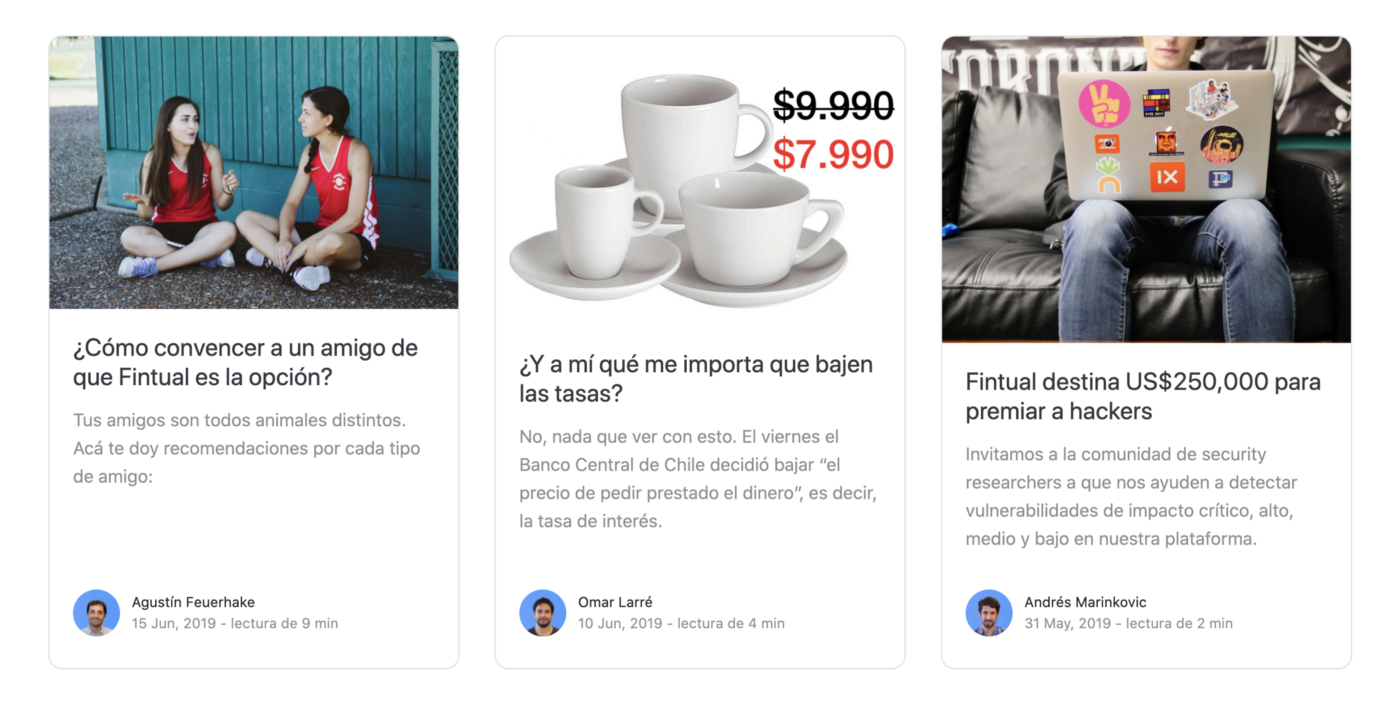 ¿Cómo convencer a un amigo de
que Fintual es la opción?
Tus amigos son todos animales distintos.
Acá te doy recomendaciones por cada tipo
de amigo:
Agustín Feuerhake
15 Jun, 2019 - lectura de 9 min
$9.990
$7.990
¿Y a mí qué me importa que bajen
las tasas?
No, nada que ver con esto. El viernes el
Banco Central de Chile decidió bajar “el
precio de pedir prestado el dinero”, es decir,
la tasa de interés.
Omar Larré
10 Jun, 2019 - lectura de 4 min
IX
Fintual destina US$250,000 para
premiar a hackers
Invitamos a la comunidad de security
researchers a que nos ayuden a detectar
vulnerabilidades de impacto crítico, alto,
medio y bajo en nuestra plataforma.
Andrés Marinkovic
31 May, 2019 - lectura de 2 min